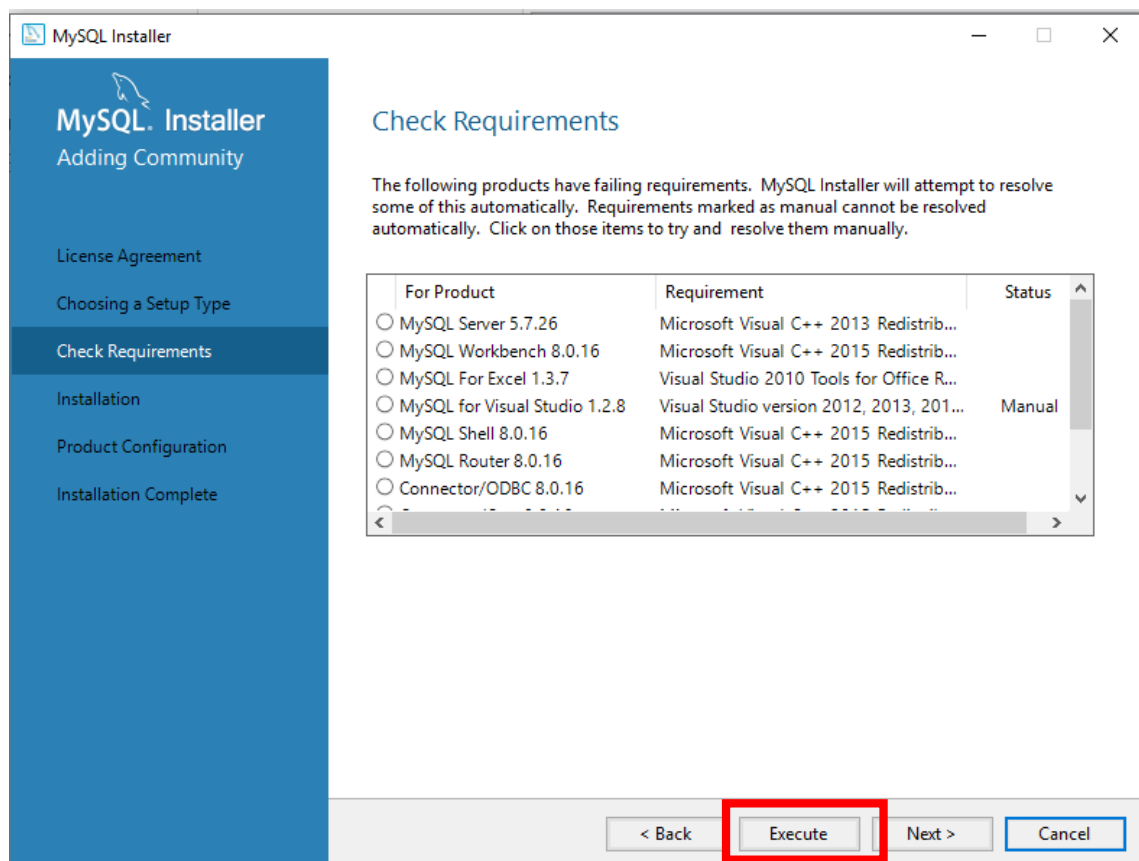 MySQL Installer
MySQL. Installer
Adding Community
License Agreement
Choosing a Setup Type
Check Requirements
Installation
Product Configuration
Installation Complete
Check Requirements
The following products have failing requirements. MySQL Installer will attempt to resolve
some of this automatically. Requirements marked as manual cannot be resolved
automatically. Click on those items to try and resolve them manually.
For Product Requirement Status
MySQL Server 5.7.26 Microsoft Visual C++ 2013 Redistrib...
MySQL Workbench 8.0.16 Microsoft Visual C++ 2015 Redistrib...
MySQL For Excel 1.3.7 Visual Studio 2010 Tools for Office R...
MySQL for Visual Studio 1.2.8 Visual Studio version 2012, 2013, 201... Manual
MySQL Shell 8.0.16 Microsoft Visual C++ 2015 Redistrib...
MySQL Router 8.0.16 Microsoft Visual C++ 2015 Redistrib...
Connector/ODBC 8.0.16 Microsoft Visual C++ 2015 Redistrib...
< Back Execute Next > Cancel